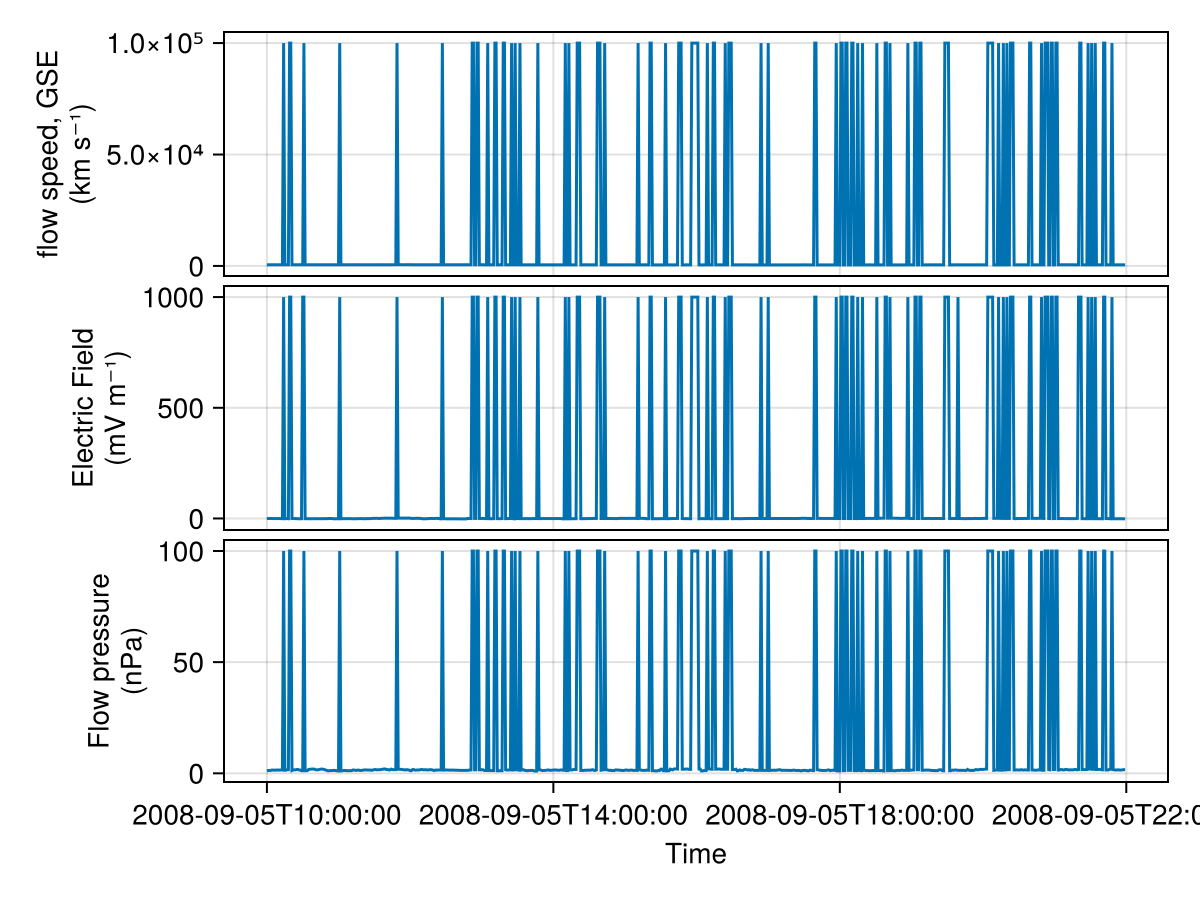 flow speed, GSE
(km s⁻¹)
1.0×10⁵
5.0×10⁴
0
Electric Field
(mV m⁻¹)
1000
500
0
Flow pressure
(nPa)
100
50
0
2008-09-05T10:00:00 2008-09-05T14:00:00 2008-09-05T18:00:00 2008-09-05T22:0
Time